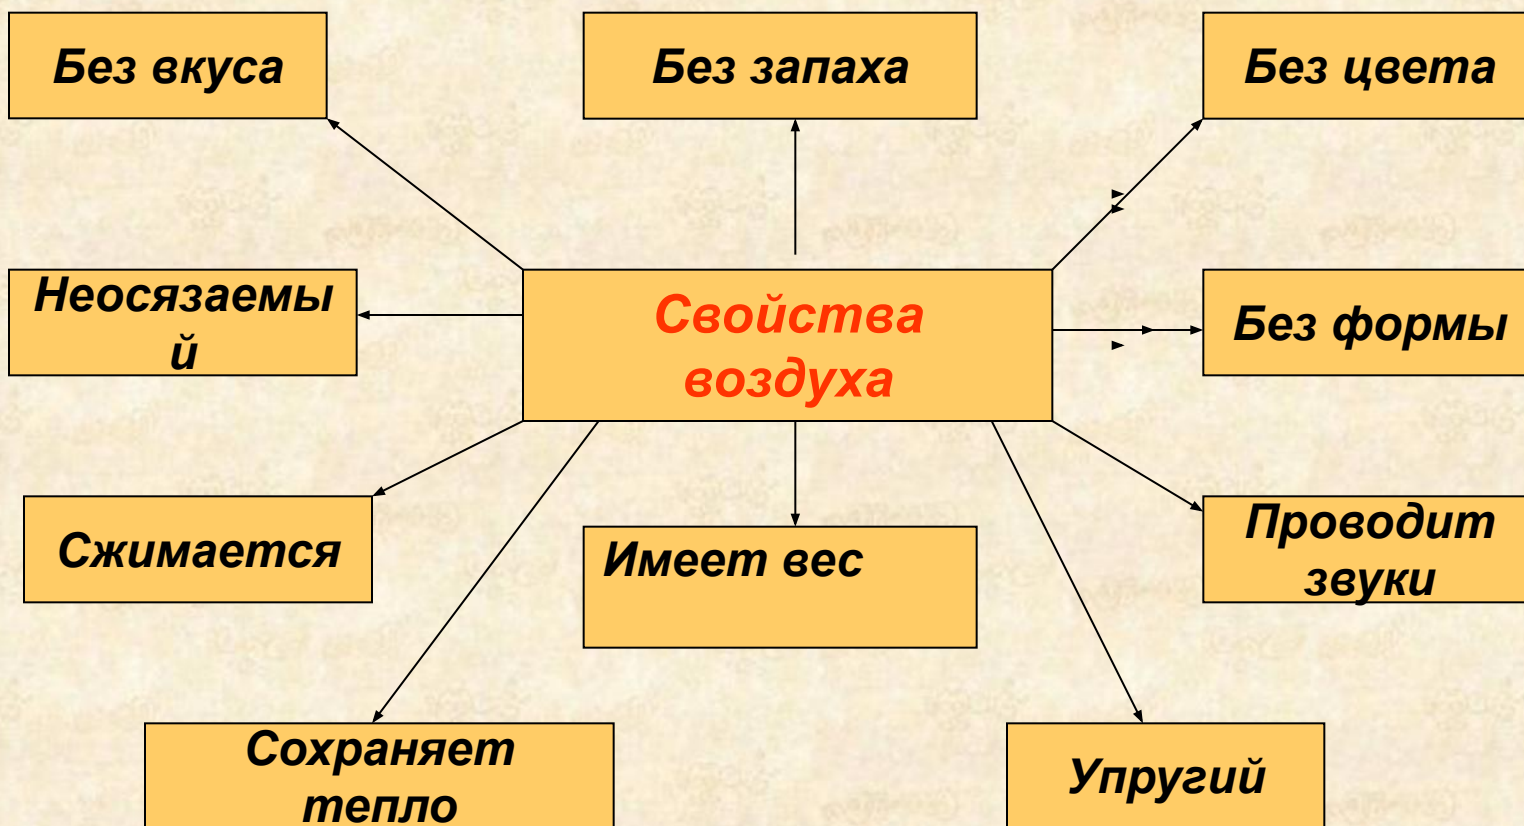 Без вкуса
Без запаха
Без цвета
Неосязаемы
й
Свойства
воздуха
Без формы
Сжимается
Имеет вес
Проводит
звуки
Сохраняет
тепло
Упругий